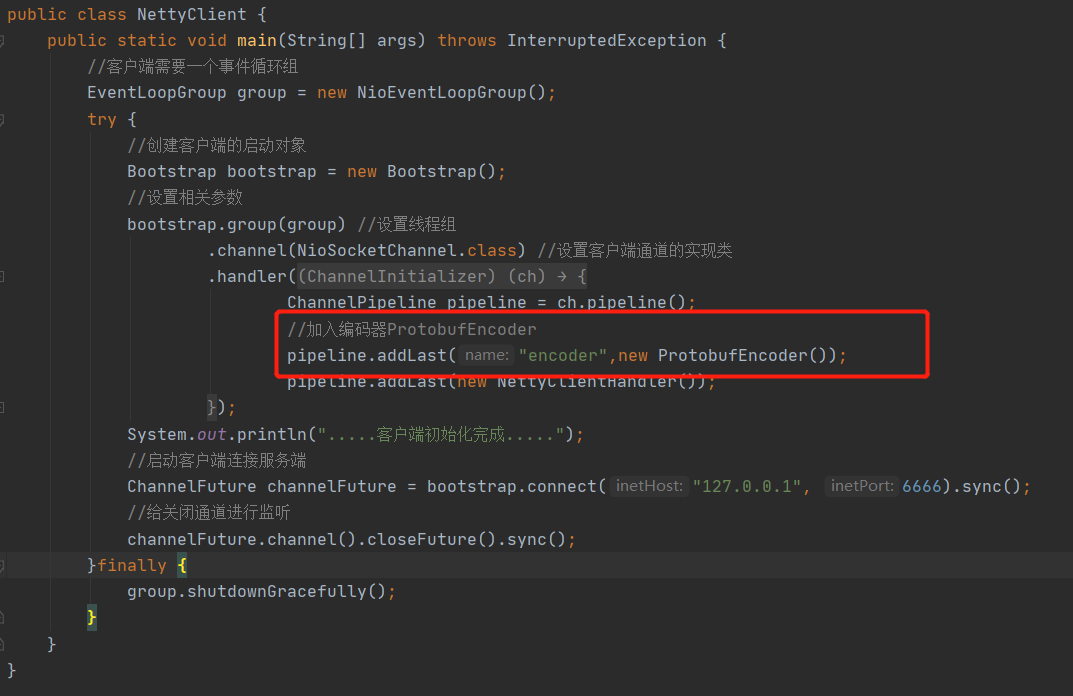 public class NettyClient {
public static void main(String[] args) throws InterruptedException {
//客户端需要一个事件循环组
EventLoopGroup group = new NioEventLoopGroup();
try {
//创建客户端的启动对象
Bootstrap bootstrap = new Bootstrap();
//设置相关参数
bootstrap.group(group) //设置线程组
.channel(NioSocketChannel.class) //设置客户端通道的实现类
.handler((ChannelInitializer) (ch) → {
ChannelPipeline pipeline = ch.pipeline();
//加入编码器ProtobufEncoder
pipeline.addLast( name: "encoder",new ProtobufEncoder());
pipeline.addLast(new NettyClientHandler());
});
System.out.println(".....客户端初始化完成.....");
//启动客户端连接服务端
ChannelFuture channelFuture = bootstrap.connect( inetHost: "127.0.0.1", inetPort: 6666).sync();
//给关闭通道进行监听
channelFuture.channel().closeFuture().sync();
}finally {
group.shutdownGracefully();
}
}
}